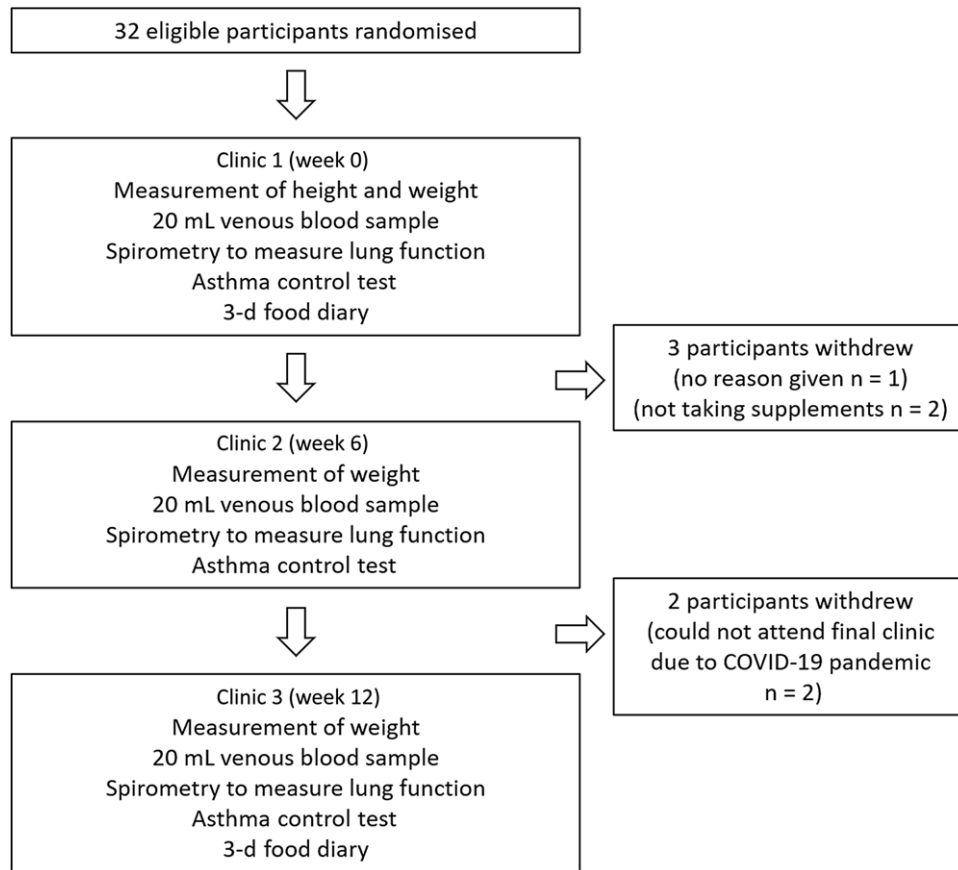 32 eligible participants randomised
Clinic 1 (week 0)
Measurement of height and weight
20 mL venous blood sample
Spirometry to measure lung function
Asthma control test
3-d food diary
3 participants withdrew
(no reason given n = 1)
(not taking supplements n = 2)
Clinic 2 (week 6)
Measurement of weight
20 mL venous blood sample
Spirometry to measure lung function
Asthma control test
2 participants withdrew
(could not attend final clinic
due to COVID-19 pandemic
n = 2)
Clinic 3 (week 12)
Measurement of weight
20 mL venous blood sample
Spirometry to measure lung function
Asthma control test
3-d food diary